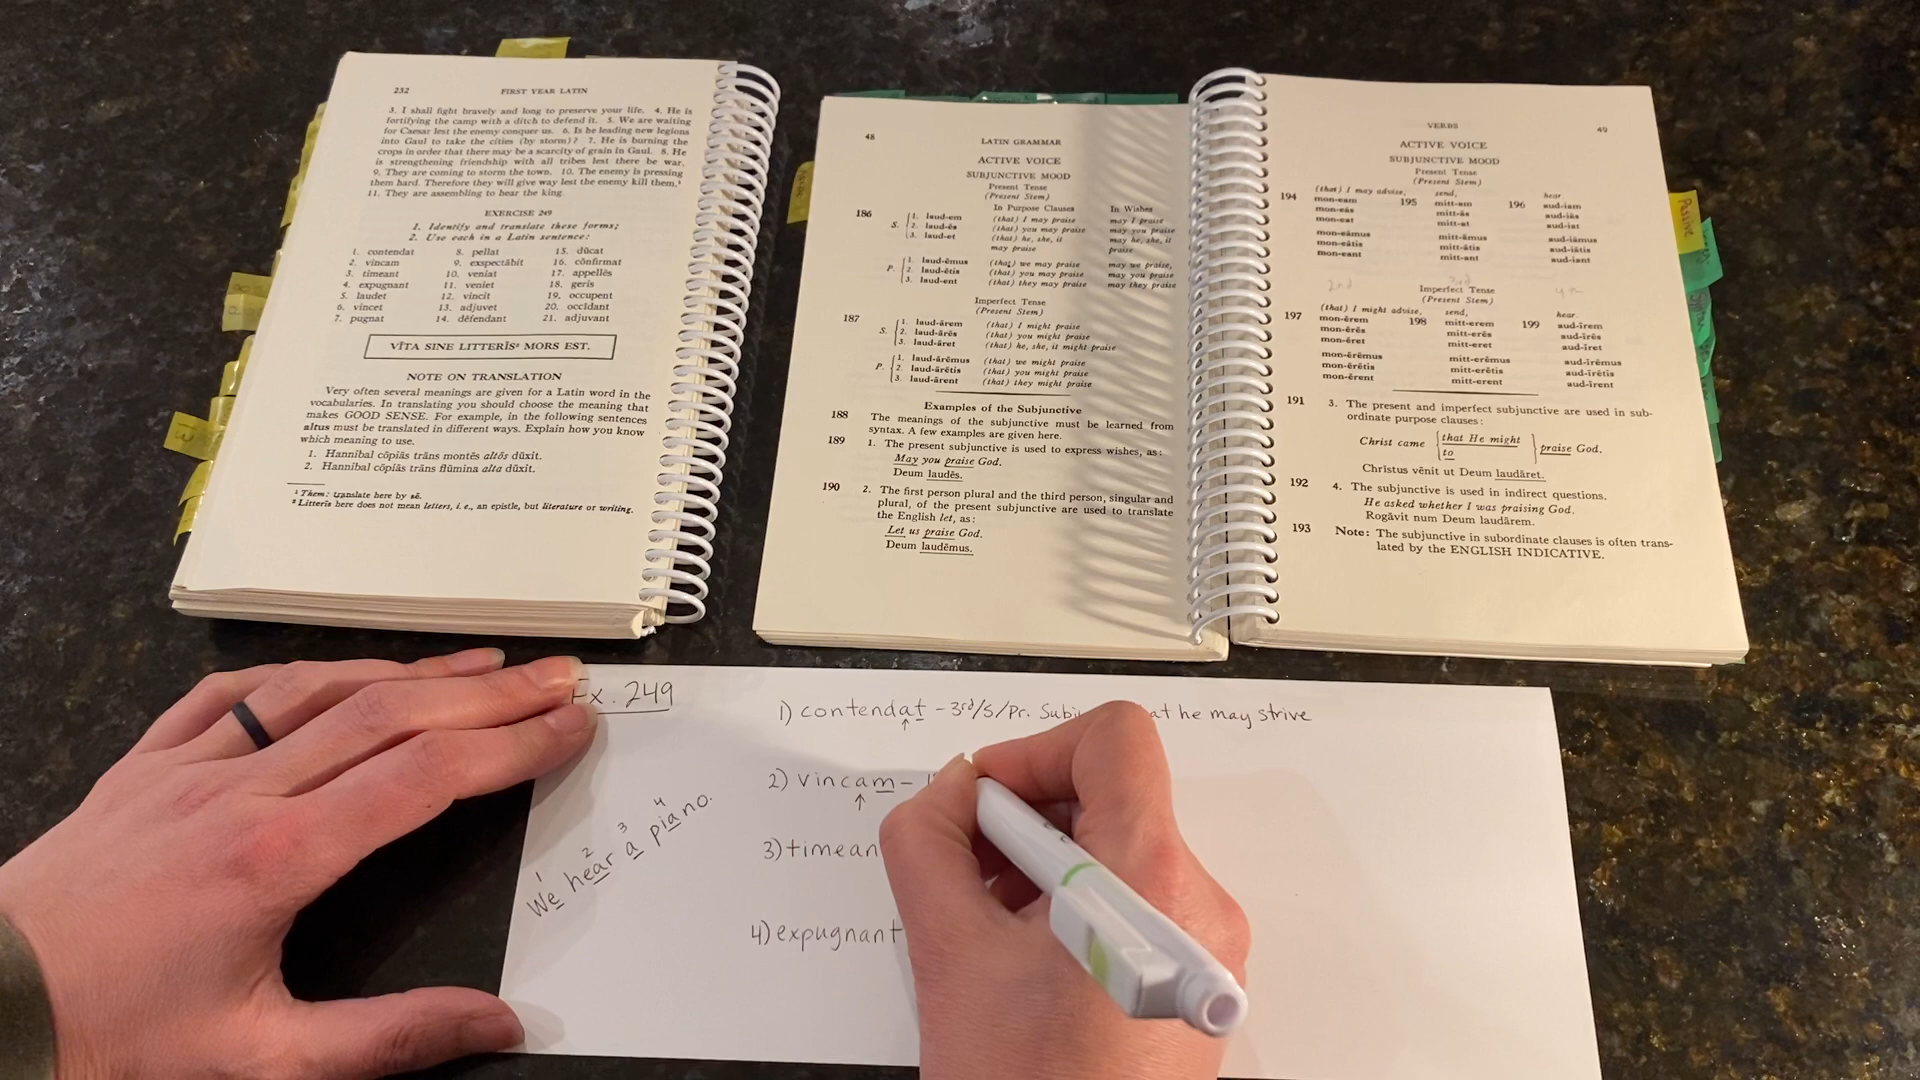 232 FIRST YEAR LATIN
3. I shall fight bravely and long to preserve your life. 4. He is
fortifying the camp with a ditch to defend it. 5. We are waiting
for Caesar lest the enemy conquer us. 6. Is he leading new legions
into Gaul to take the cities (by storm)? 7. He is burning the
crops in order that there may be a scarcity of grain in Gaul. 8. He
is strengthening friendship with all tribes lest there be war.
9. They are coming to storm the town. 10. The enemy is pressing
them hard. Therefore they will give way lest the enemy kill them.¹
11. They are assembling to hear the king.
EXERCISE 249
1. Identify and translate these forms;
2. Use each in a Latin sentence:
1. contendat 8. pellat 15. dūcat
2. vincam 9. exspectābit 16. cōnfirmat
3. timeant 10. veniat 17. appellēs
4. expugnant 11. veniet 18. geris
5. laudet 12. vincit 19. occupent
6. vincet 13. adjuvet 20. occīdant
7. pugnat 14. dēfendant 21. adjuvant
VĪTA SINE LITTERĪS² MORS EST.
NOTE ON TRANSLATION
Very often several meanings are given for a Latin word in the
vocabularies. In translating you should choose the meaning that
makes GOOD SENSE. For example, in the following sentences
altus must be translated in different ways. Explain how you know
which meaning to use.
1. Hannibal cōpiās trāns montēs altōs dūxit.
2. Hannibal cōpiās trāns flūmina alta dūxit.
¹ Them: translate here by sē.
² Litterīs here does not mean letters, i. e., an epistle, but literature or writing.
48 LATIN GRAMMAR
ACTIVE VOICE
SUBJUNCTIVE MOOD
Present Tense
(Present Stem)
In Purpose Clauses In Wishes
186 S. 1. laud-em (that) I may praise may I praise
2. laud-ēs (that) you may praise may you praise
3. laud-et (that) he, she, it may he, she, it
may praise praise
P. 1. laud-ēmus (that) we may praise may we praise,
2. laud-ētis (that) you may praise may you praise
3. laud-ent (that) they may praise may they praise
Imperfect Tense
(Present Stem)
187 S. 1. laud-ārem (that) I might praise
2. laud-ārēs (that) you might praise
3. laud-āret (that) he, she, it might praise
P. 1. laud-ārēmus (that) we might praise
2. laud-ārētis (that) you might praise
3. laud-ārent (that) they might praise
Examples of the Subjunctive
188 The meanings of the subjunctive must be learned from
syntax. A few examples are given here.
189 1. The present subjunctive is used to express wishes, as:
May you praise God.
Deum laudēs.
190 2. The first person plural and the third person, singular and
plural, of the present subjunctive are used to translate
the English let, as:
Let us praise God.
Deum laudēmus.
VERBS 49
ACTIVE VOICE
SUBJUNCTIVE MOOD
Present Tense
(Present Stem)
(that) I may advise, send, hear
194 mon-eam 195 mitt-am 196 aud-iam
mon-eās mitt-ās aud-iās
mon-eat mitt-at aud-iat
mon-eāmus mitt-āmus aud-iāmus
mon-eātis mitt-ātis aud-iātis
mon-eant mitt-ant aud-iant
2nd 3rd 4th
Imperfect Tense
(Present Stem)
(that) I might advise, send, hear
197 mon-ērem 198 mitt-erem 199 aud-īrem
mon-ērēs mitt-erēs aud-īrēs
mon-ēret mitt-eret aud-īret
mon-ērēmus mitt-erēmus aud-īrēmus
mon-ērētis mitt-erētis aud-īrētis
mon-ērent mitt-erent aud-īrent
191 3. The present and imperfect subjunctive are used in sub-
ordinate purpose clauses:
Christ came { that He might / to } praise God.
Christus vēnit ut Deum laudāret.
192 4. The subjunctive is used in indirect questions.
He asked whether I was praising God.
Rogāvit num Deum laudārem.
193 Note: The subjunctive in subordinate clauses is often trans-
lated by the ENGLISH INDICATIVE.
Passive
13
Ex. 249
1) contendat - 3rd/S/Pr. Subj at he may strive
2) vincam -
3) timean
4) expugnant
1 2 3 4
We hear a piano.